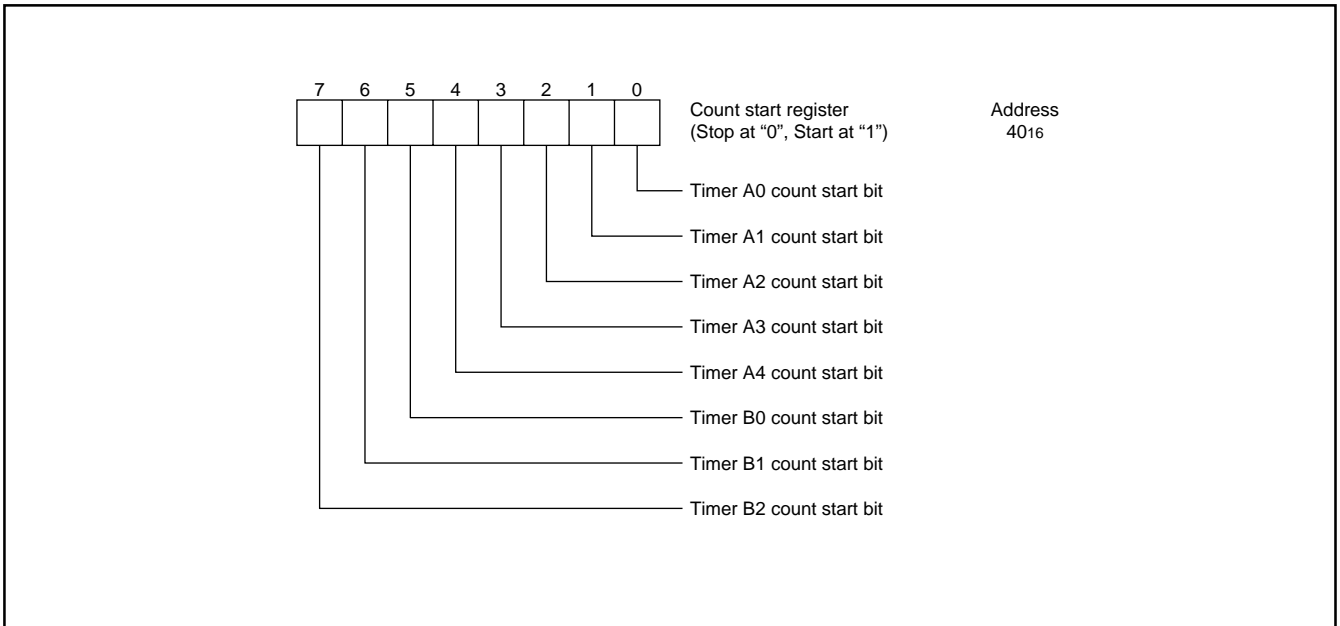 7 6 5 4 3 2 1 0
Count start register Address
(Stop at “0”, Start at “1”) 4016
Timer A0 count start bit
Timer A1 count start bit
Timer A2 count start bit
Timer A3 count start bit
Timer A4 count start bit
Timer B0 count start bit
Timer B1 count start bit
Timer B2 count start bit